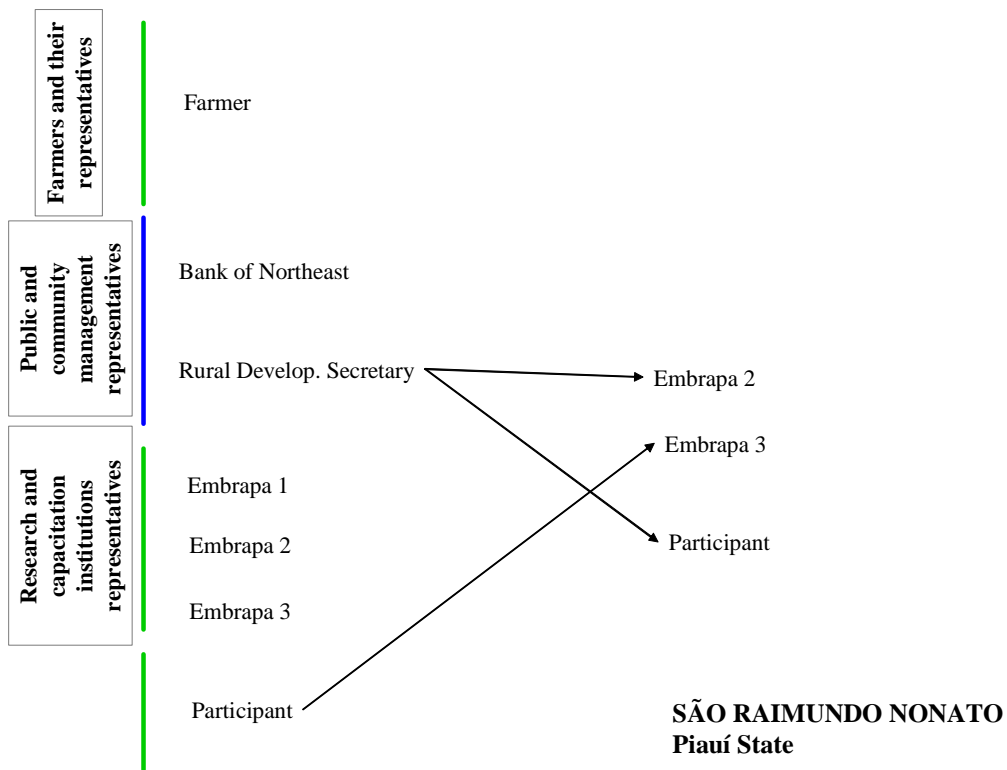 Farmers and their
representatives
Farmer
Public and
community
management
representatives
Bank of Northeast
Rural Develop. Secretary
Embrapa 2
Embrapa 3
Participant
Research and
capacitation
institutions
representatives
Embrapa 1
Embrapa 2
Embrapa 3
Participant
SÃO RAIMUNDO NONATO
Piauí State